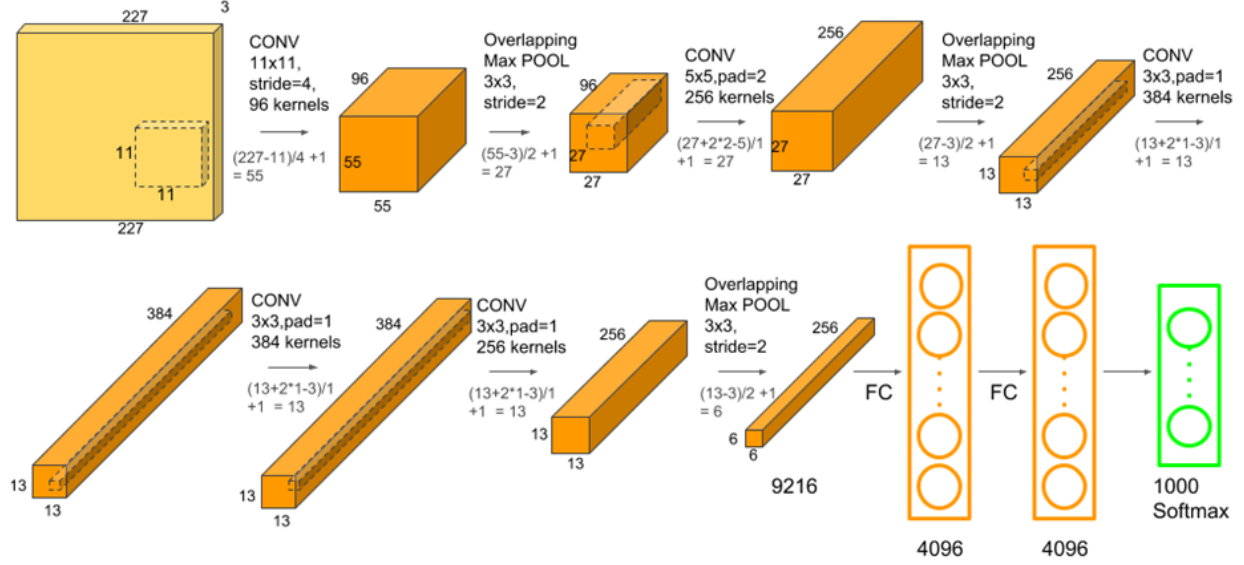 227
3
11
11
227
CONV
11x11,
stride=4,
96 kernels
(227-11)/4 +1
= 55
96
55
55
Overlapping
Max POOL
3x3,
stride=2
(55-3)/2 +1
= 27
96
27
27
CONV
5x5,pad=2
256 kernels
(27+2*2-5)/1
+1 = 27
256
27
27
Overlapping
Max POOL
3x3,
stride=2
(27-3)/2 +1
= 13
256
13
13
CONV
3x3,pad=1
384 kernels
(13+2*1-3)/1
+1 = 13
384
13
13
CONV
3x3,pad=1
384 kernels
(13+2*1-3)/1
+1 = 13
384
13
13
CONV
3x3,pad=1
256 kernels
(13+2*1-3)/1
+1 = 13
256
13
13
Overlapping
Max POOL
3x3,
stride=2
(13-3)/2 +1
= 6
256
6
6
9216
FC
4096
FC
4096
1000
Softmax